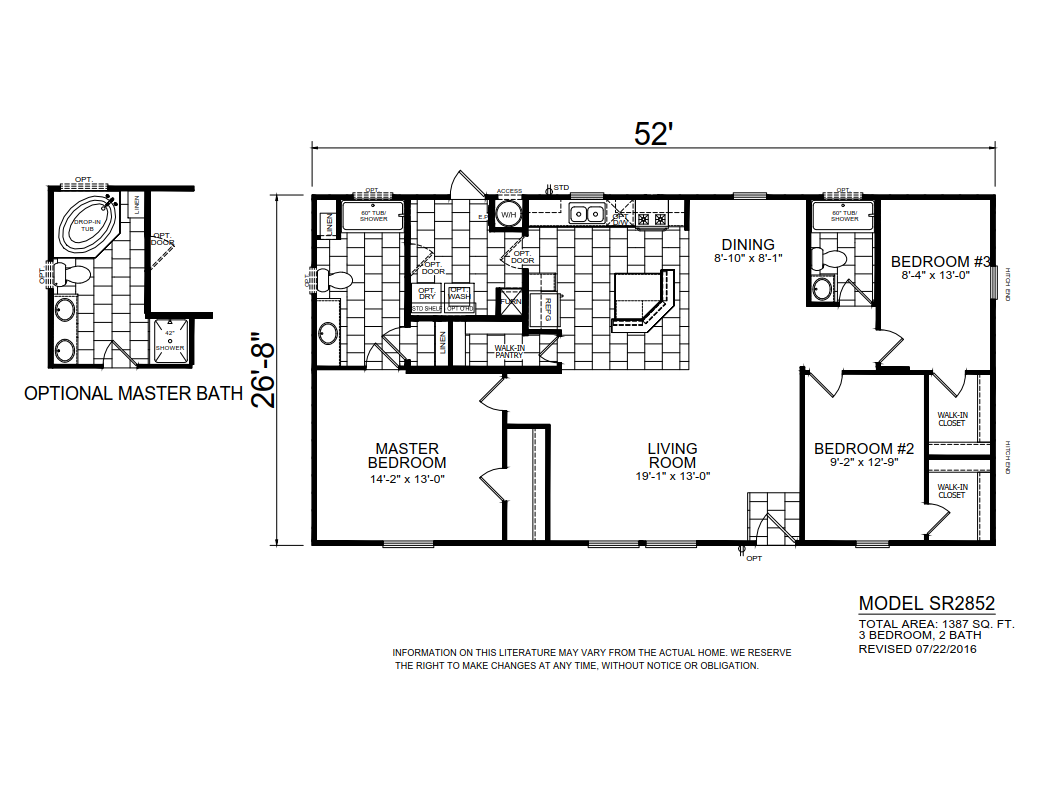 52'
26'-8"
OPT.
LINEN
DROP-IN
TUB
OPT.
DOOR
OPT.
42"
SHOWER
OPTIONAL MASTER BATH
OPT.
60" TUB/
SHOWER
LINEN
OPT.
E.P.
ACCESS
W/H
STD
OPT.
D/W
OPT.
DOOR
OPT.
DOOR
OPT.
DRY
OPT.
WASH
STO SHELF
OPT O'HD
FURN
REFG
LINEN
WALK-IN
PANTRY
DINING
8'-10" x 8'-1"
OPT.
60" TUB/
SHOWER
BEDROOM #3
8'-4" x 13'-0"
HITCH END
MASTER
BEDROOM
14'-2" x 13'-0"
LIVING
ROOM
19'-1" x 13'-0"
BEDROOM #2
9'-2" x 12'-9"
WALK-IN
CLOSET
WALK-IN
CLOSET
HITCH END
OPT
MODEL SR2852
TOTAL AREA: 1387 SQ. FT.
3 BEDROOM, 2 BATH
REVISED 07/22/2016
INFORMATION ON THIS LITERATURE MAY VARY FROM THE ACTUAL HOME. WE RESERVE
THE RIGHT TO MAKE CHANGES AT ANY TIME, WITHOUT NOTICE OR OBLIGATION.